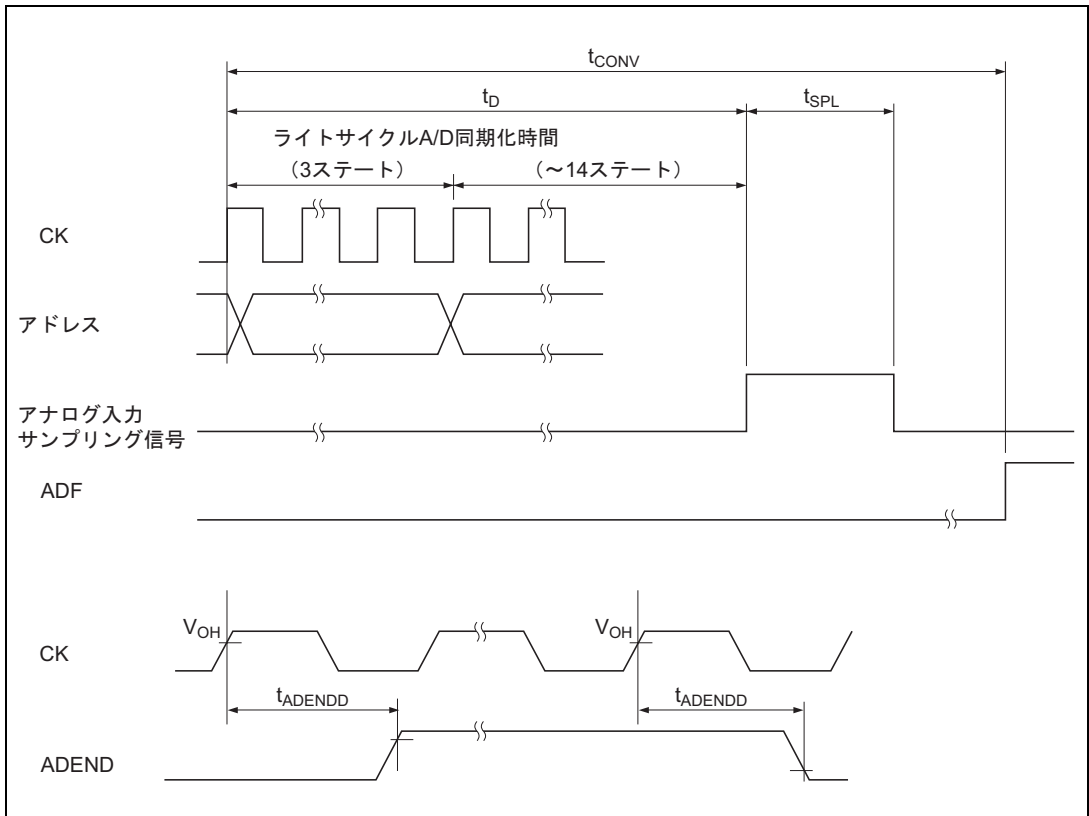 tCONV
tD
tSPL
ライトサイクルA/D同期化時間
（3ステート）
（～14ステート）
CK
アドレス
アナログ入力
サンプリング信号
ADF
VOH
VOH
CK
tADENDD
tADENDD
ADEND